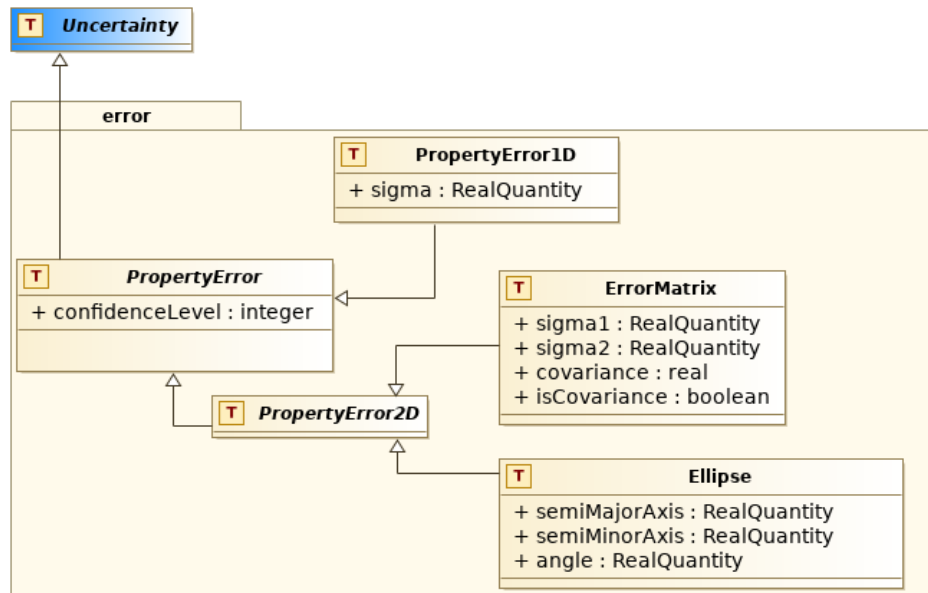 T Uncertainty
error
T PropertyError1D
+ sigma : RealQuantity
T PropertyError
+ confidenceLevel : integer
T ErrorMatrix
+ sigma1 : RealQuantity
+ sigma2 : RealQuantity
+ covariance : real
+ isCovariance : boolean
T PropertyError2D
T Ellipse
+ semiMajorAxis : RealQuantity
+ semiMinorAxis : RealQuantity
+ angle : RealQuantity